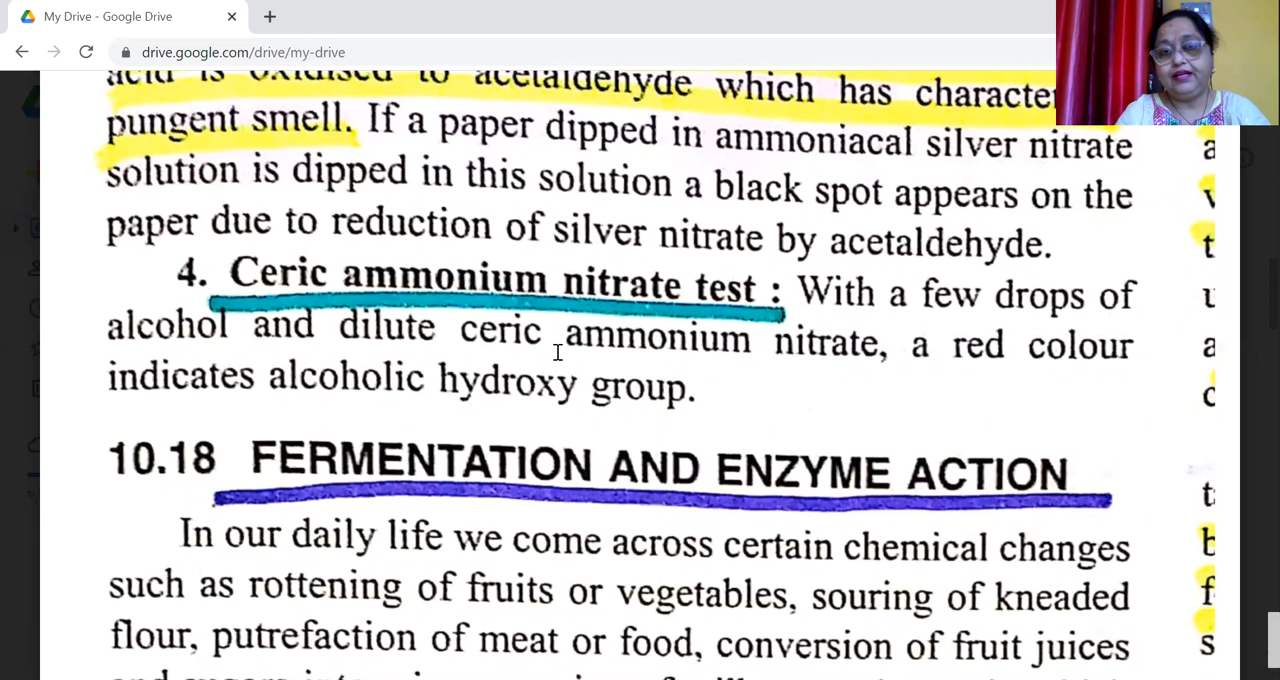 My Drive - Google Drive
drive.google.com/drive/my-drive
acid is oxidised to acetaldehyde which has
pungent smell. If a paper dipped in ammoniacal silver nitrate
solution is dipped in this solution a black spot appears on the
paper due to reduction of silver nitrate by acetaldehyde.
4. Ceric ammonium nitrate test : With a few drops of
alcohol and dilute ceric ammonium nitrate, a red colour
indicates alcoholic hydroxy group.
10.18 FERMENTATION AND ENZYME ACTION
In our daily life we come across certain chemical changes
such as rottening of fruits or vegetables, souring of kneaded
flour, putrefaction of meat or food, conversion of fruit juices